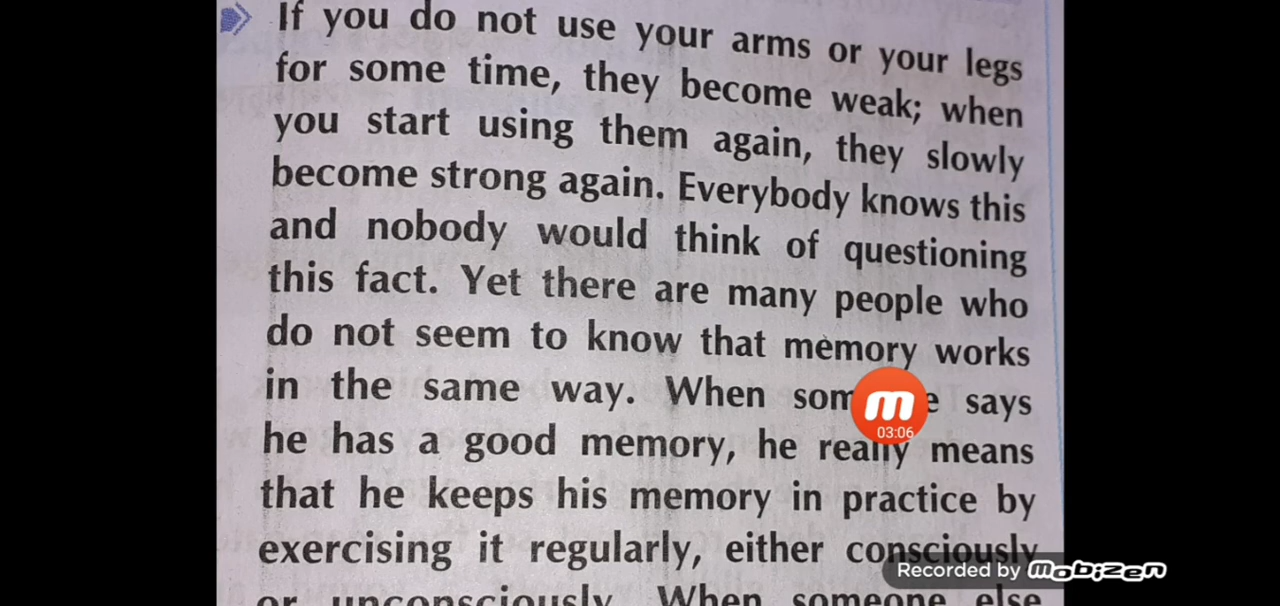 If you do not use your arms or your legs
for some time, they become weak; when
you start using them again, they slowly
become strong again. Everybody knows this
and nobody would think of questioning
this fact. Yet there are many people who
do not seem to know that memory works
in the same way. When says
he has a good memory, he really means
that he keeps his memory in practice by
exercising it regularly, either consciously
or unconsciously. When someone else
03:06
Recorded by mobizen